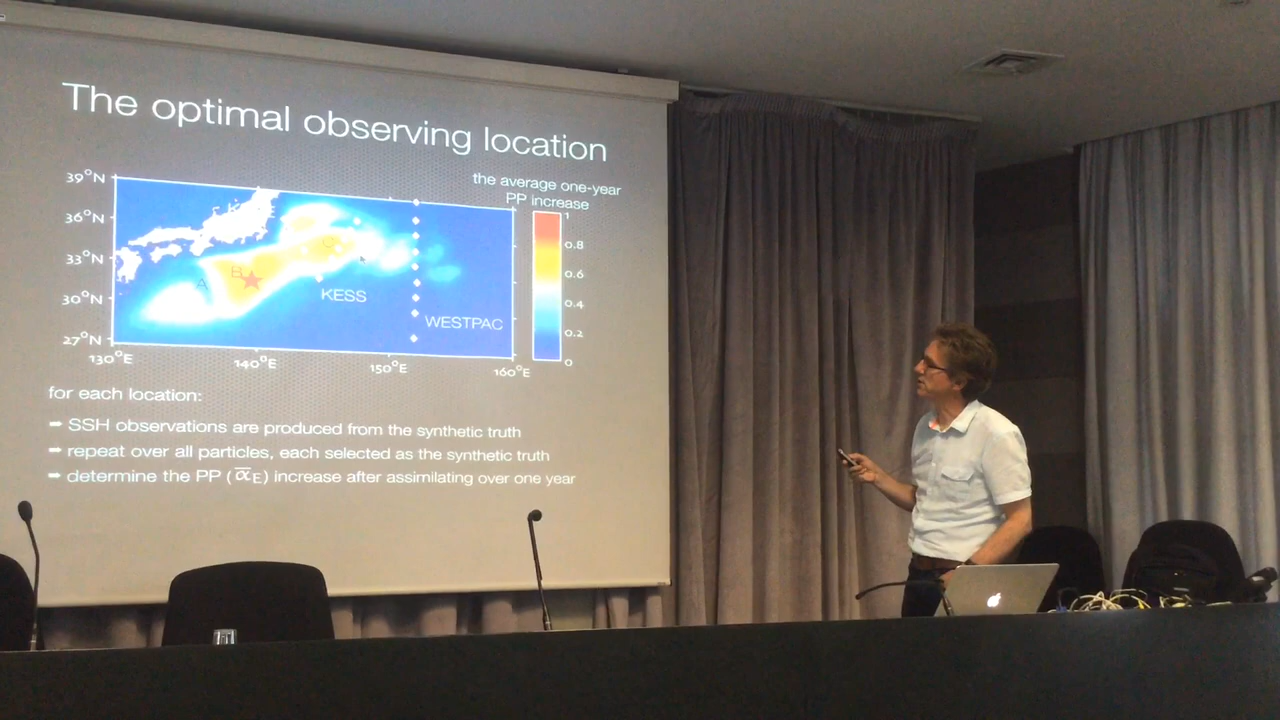 The optimal observing location
the average one-year
PP increase
39°N
36°N
33°N
30°N
27°N
130°E
140°E
150°E
160°E
A
B
C
KESS
WESTPAC
1
0.8
0.6
0.4
0.2
0
for each location:
➡ SSH observations are produced from the synthetic truth
➡ repeat over all particles, each selected as the synthetic truth
➡ determine the PP (α̅E) increase after assimilating over one year